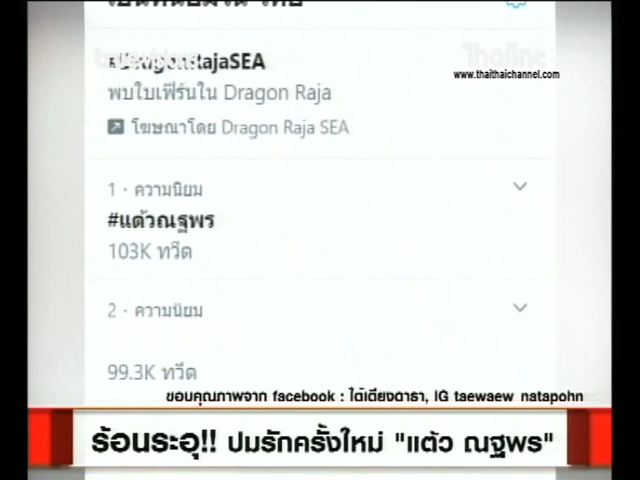 #DragonRajaSEA
พบใบเฟิร์นใน Dragon Raja
โฆษณาโดย Dragon Raja SEA
www.thaithaichannel.com
1 · ความนิยม
#แต้วณฐพร
103K ทวีต
2 · ความนิยม
99.3K ทวีต
ขอบคุณภาพจาก facebook : ใต้เตียงดารา, IG taewaew_natapohn
ร้อนระอุ!! ปมรักครั้งใหม่ "แต้ว ณฐพร"